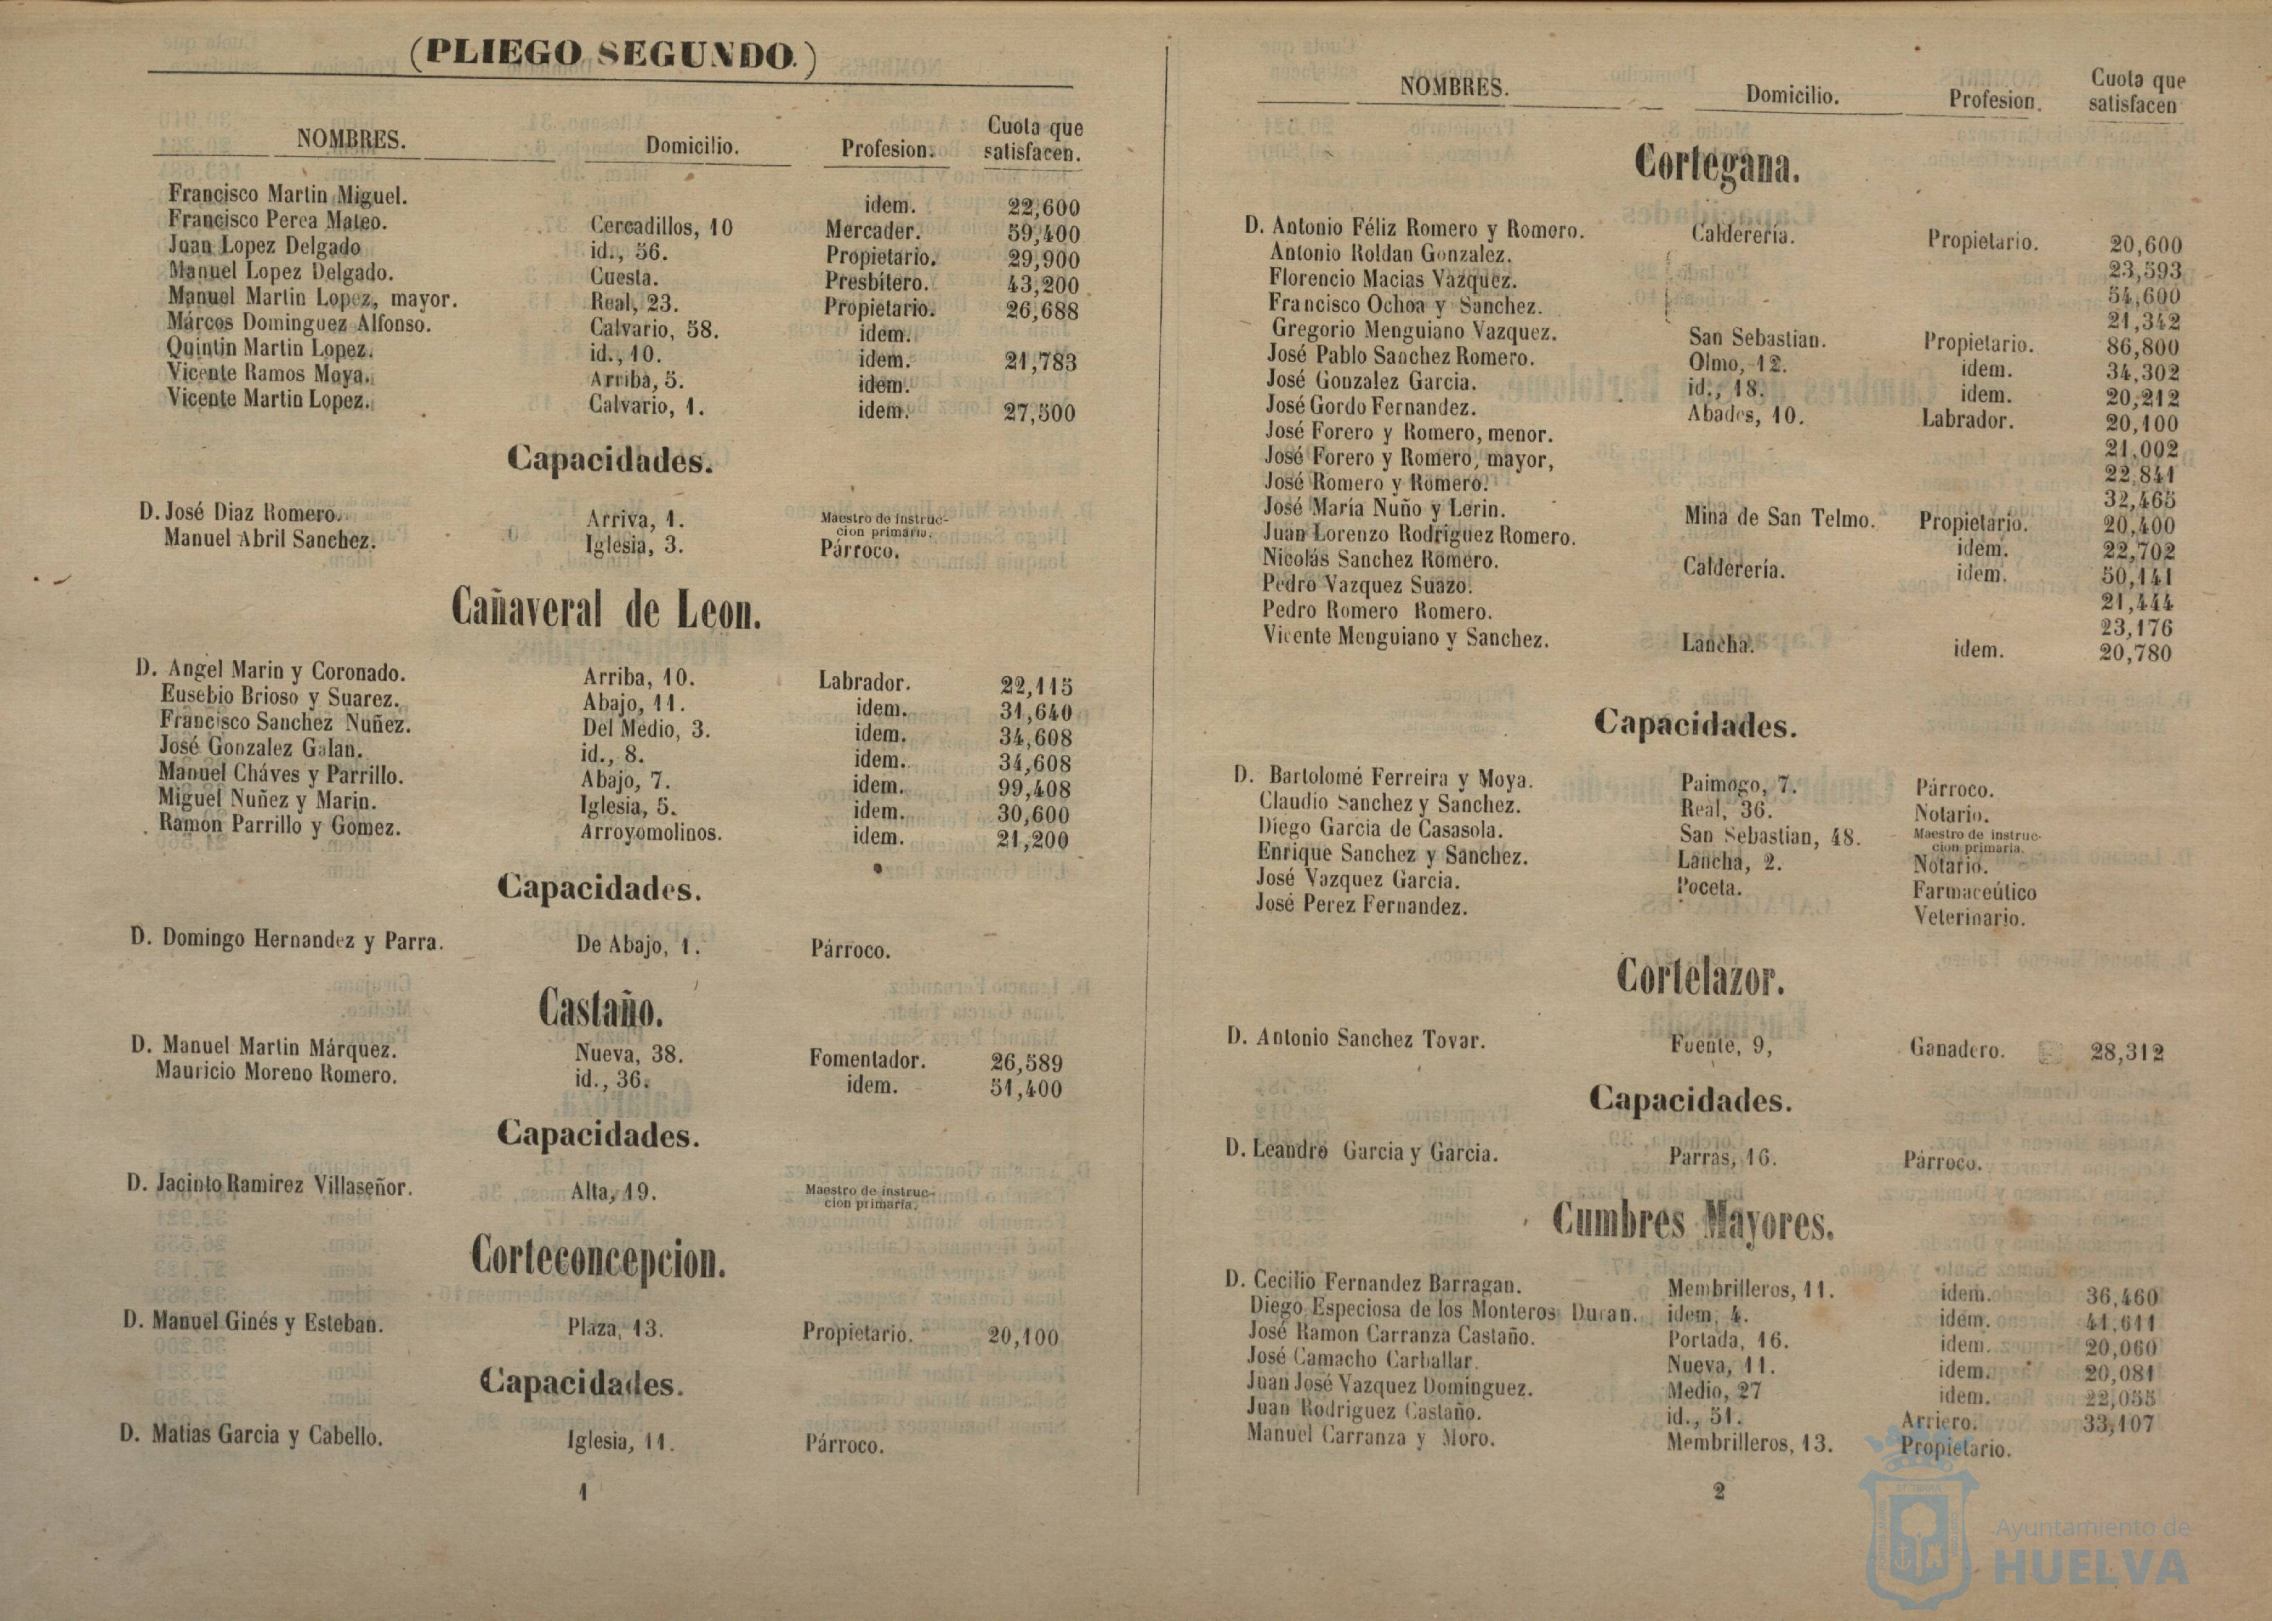 (PLIEGO SEGUNDO.)
NOMBRES. Domicilio. Profesion. Cuota que satisfacen.
Francisco Martin Miguel. idem. 22,600
Francisco Perea Mateo. Cercadillos, 10 Mercader. 59,400
Juan Lopez Delgado id., 56. Propietario. 29,900
Manuel Lopez Delgado. Cuesta. Presbítero. 43,200
Manuel Martin Lopez, mayor. Real, 23. Propietario. 26,688
Márcos Dominguez Alfonso. Calvario, 58. idem.
Quintin Martin Lopez. id., 10. idem. 21,783
Vicente Ramos Moya. Arriba, 5. idem.
Vicente Martin Lopez. Calvario, 1. idem. 27,500
Capacidades.
D. José Diaz Romero. Arriva, 1. Maestro de instruc-
cion primaria.
Manuel Abril Sanchez. Iglesia, 3. Párroco.
Cañaveral de Leon.
D. Angel Marin y Coronado. Arriba, 10. Labrador. 22,115
Eusebio Brioso y Suarez. Abajo, 11. idem. 31,640
Francisco Sanchez Nuñez. Del Medio, 3. idem. 34,608
José Gonzalez Galan. id., 8. idem. 34,608
Manuel Cháves y Parrillo. Abajo, 7. idem. 99,408
Miguel Nuñez y Marin. Iglesia, 5. idem. 30,600
Ramon Parrillo y Gomez. Arroyomolinos. idem. 21,200
Capacidades.
D. Domingo Hernandez y Parra. De Abajo, 1. Párroco.
Castaño.
D. Manuel Martin Márquez. Nueva, 38. Fomentador. 26,589
Mauricio Moreno Romero. id., 36. idem. 51,400
Capacidades.
D. Jacinto Ramirez Villaseñor. Alta, 19. Maestro de instruc-
cion primaria.
Corteconcepcion.
D. Manuel Ginés y Esteban. Plaza, 13. Propietario. 20,100
Capacidades.
D. Matias Garcia y Cabello. Iglesia, 11. Párroco.
1
NOMBRES. Domicilio. Profesion. Cuota que satisfacen
Cortegana.
D. Antonio Féliz Romero y Romero. Calderería. Propietario. 20,600
Antonio Roldan Gonzalez. 23,593
Florencio Macias Vazquez. 54,600
Francisco Ochoa y Sanchez. 21,342
Gregorio Menguiano Vazquez. San Sebastian. Propietario. 86,800
José Pablo Sanchez Romero. Olmo, 12. idem. 34,302
José Gonzalez Garcia. id., 18. idem. 20,212
José Gordo Fernandez. Abades, 10. Labrador. 20,100
José Forero y Romero, menor. 21,002
José Forero y Romero, mayor, 22,841
José Romero y Romero. 32,465
José María Nuño y Lerin. Mina de San Telmo. Propietario. 20,400
Juan Lorenzo Rodriguez Romero. idem. 22,702
Nicolás Sanchez Romero. Calderería. idem. 50,141
Pedro Vazquez Suazo. 21,444
Pedro Romero Romero. 23,176
Vicente Menguiano y Sanchez. Lancha. idem. 20,780
Capacidades.
D. Bartolomé Ferreira y Moya. Paimogo, 7. Párroco.
Claudio Sanchez y Sanchez. Real, 36. Notario.
Diego Garcia de Casasola. San Sebastian, 48. Maestro de instruc-
cion primaria.
Enrique Sanchez y Sanchez. Lancha, 2. Notario.
José Vazquez Garcia. Poceta. Farmaceútico
José Perez Fernandez. Veterinario.
Cortelazor.
D. Antonio Sanchez Tovar. Fuente, 9, Ganadero. 28,312
Capacidades.
D. Leandro Garcia y Garcia. Parras, 16. Párroco.
Cumbres Mayores.
D. Cecilio Fernandez Barragan. Membrilleros, 11. idem. 36,460
Diego Especiosa de los Monteros Duran. idem, 4. idem. 41,611
José Ramon Carranza Castaño. Portada, 16. idem. 20,060
José Camacho Carballar. Nueva, 11. idem. 20,081
Juan José Vazquez Dominguez. Medio, 27 idem. 22,055
Juan Rodriguez Castaño. id., 51. Arriero. 33,107
Manuel Carranza y Moro. Membrilleros, 13. Propietario.
2
Ayuntamiento de
HUELVA